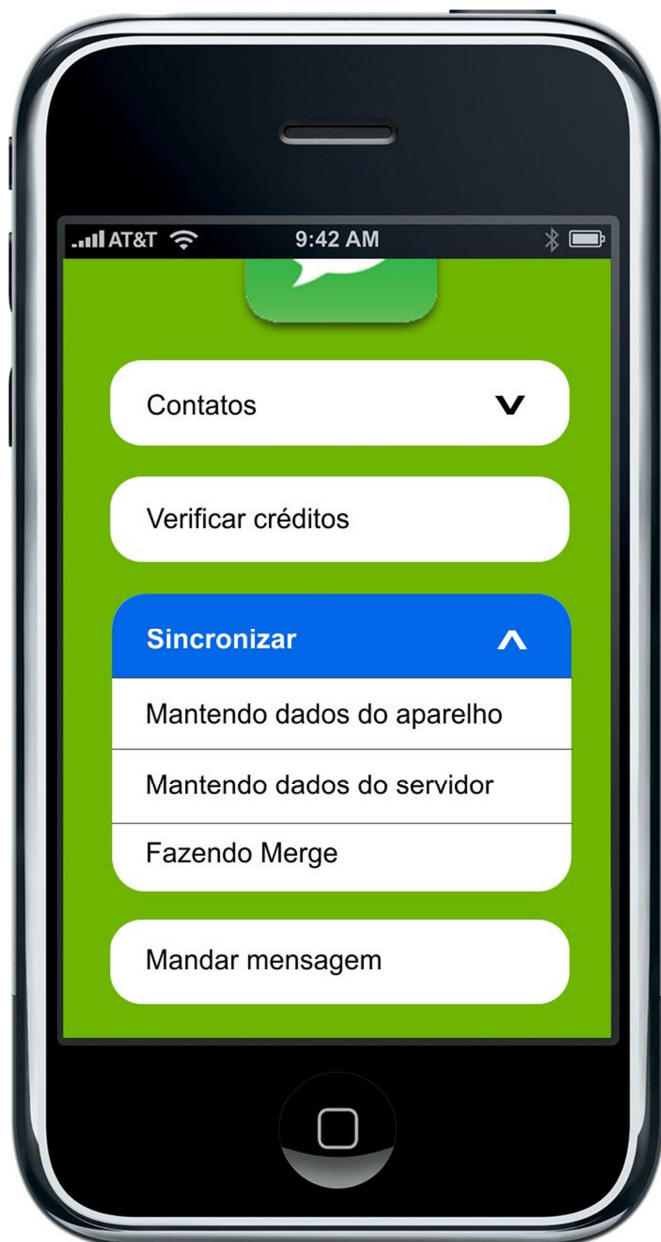 AT&T 9:42 AM
Contatos
Verificar créditos
Sincronizar
Mantendo dados do aparelho
Mantendo dados do servidor
Fazendo Merge
Mandar mensagem